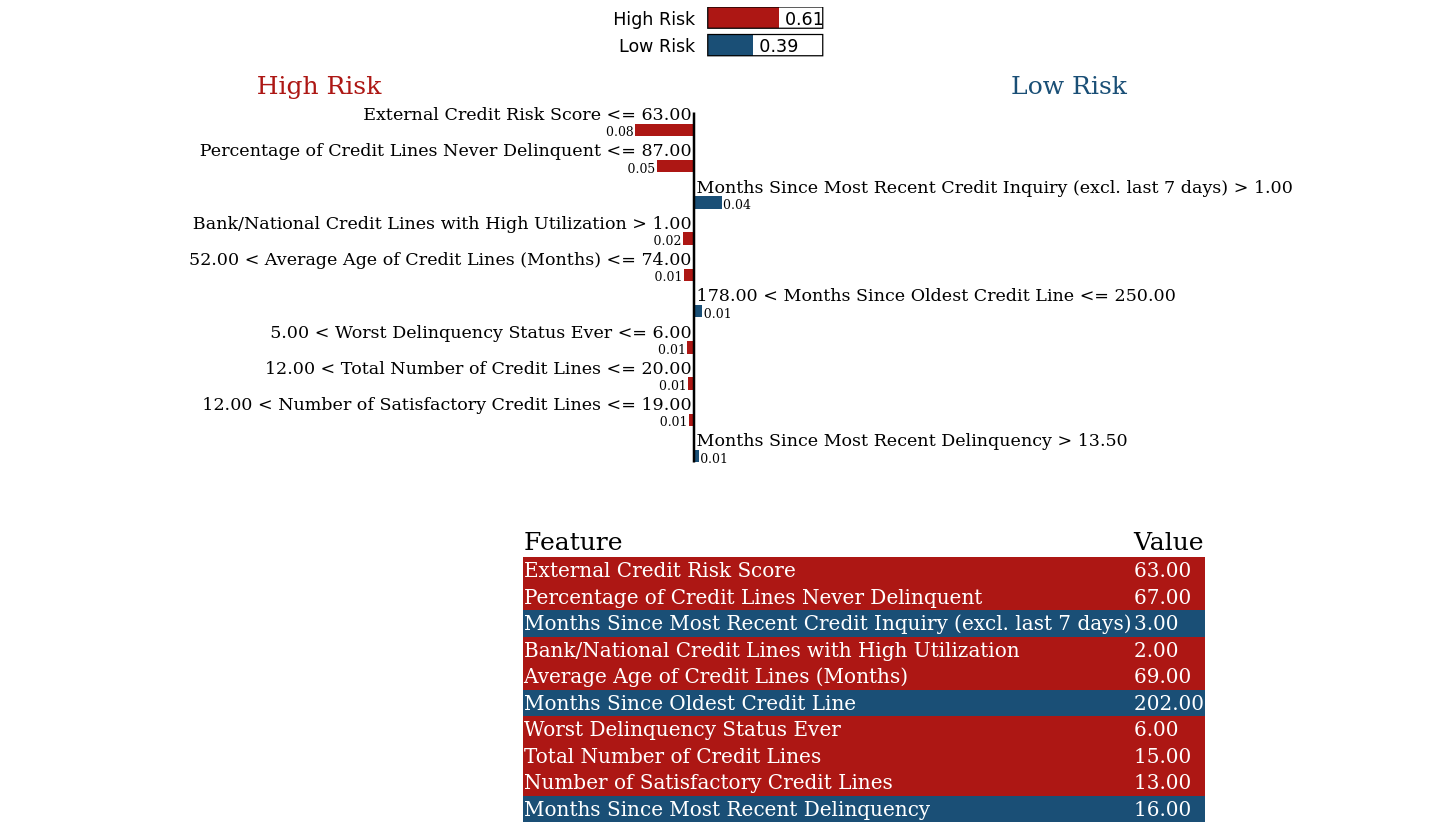 High Risk 0.61
Low Risk 0.39
High Risk Low Risk
External Credit Risk Score <= 63.00
0.08
Percentage of Credit Lines Never Delinquent <= 87.00
0.05
Months Since Most Recent Credit Inquiry (excl. last 7 days) > 1.00
0.04
Bank/National Credit Lines with High Utilization > 1.00
0.02
52.00 < Average Age of Credit Lines (Months) <= 74.00
0.01
178.00 < Months Since Oldest Credit Line <= 250.00
0.01
5.00 < Worst Delinquency Status Ever <= 6.00
0.01
12.00 < Total Number of Credit Lines <= 20.00
0.01
12.00 < Number of Satisfactory Credit Lines <= 19.00
0.01
Months Since Most Recent Delinquency > 13.50
0.01
Feature Value
External Credit Risk Score 63.00
Percentage of Credit Lines Never Delinquent 67.00
Months Since Most Recent Credit Inquiry (excl. last 7 days) 3.00
Bank/National Credit Lines with High Utilization 2.00
Average Age of Credit Lines (Months) 69.00
Months Since Oldest Credit Line 202.00
Worst Delinquency Status Ever 6.00
Total Number of Credit Lines 15.00
Number of Satisfactory Credit Lines 13.00
Months Since Most Recent Delinquency 16.00